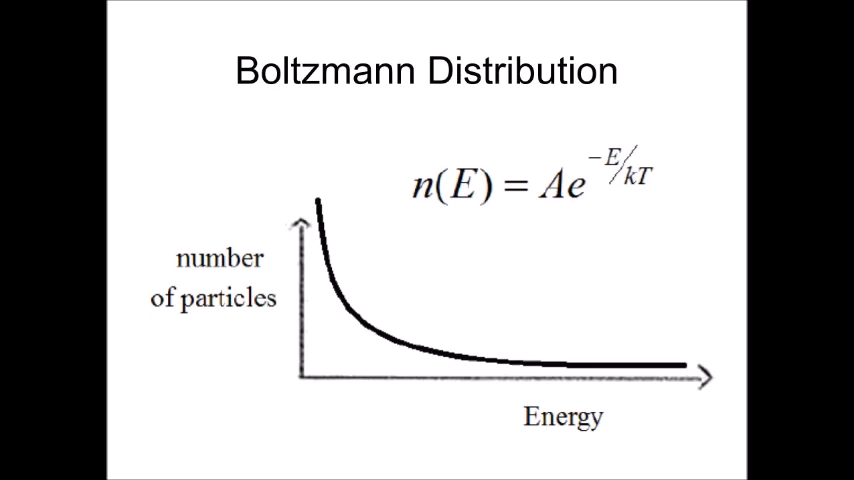 Boltzmann Distribution
n(E) = Ae^{-E/kT}
number
of particles
Energy